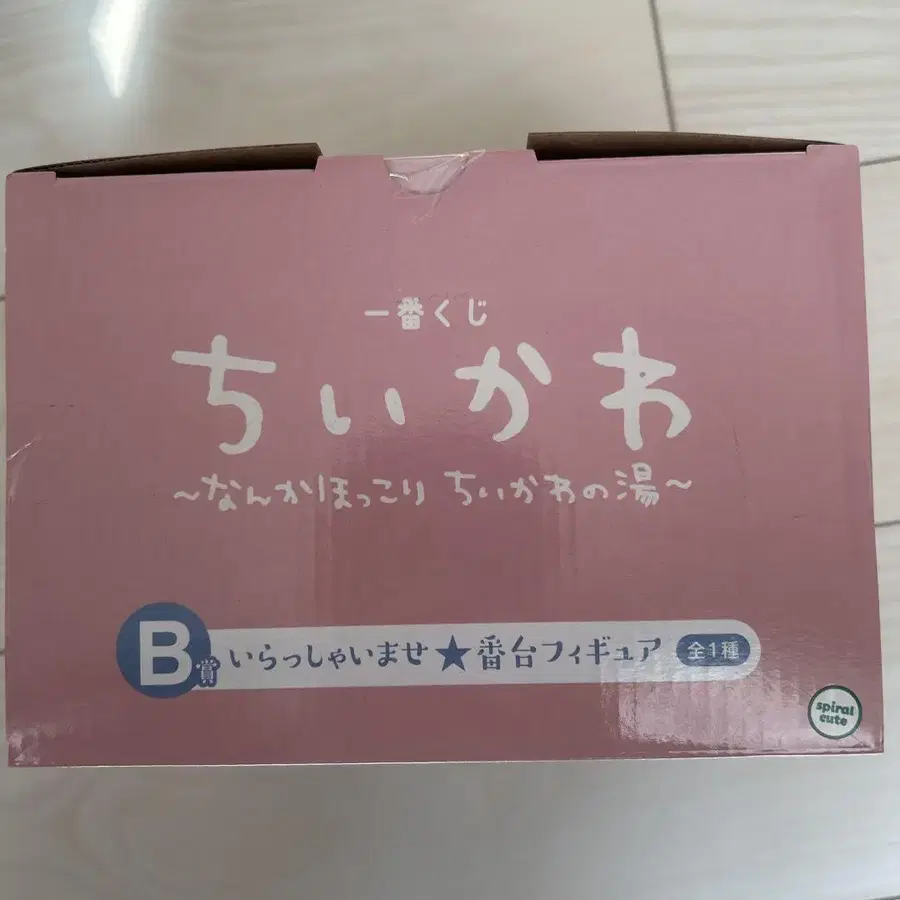 一番くじ
ちいかわ
～なんかほっこり ちいかわの湯～
B賞 いらっしゃいませ★番台フィギュア 全1種
spiral
cute